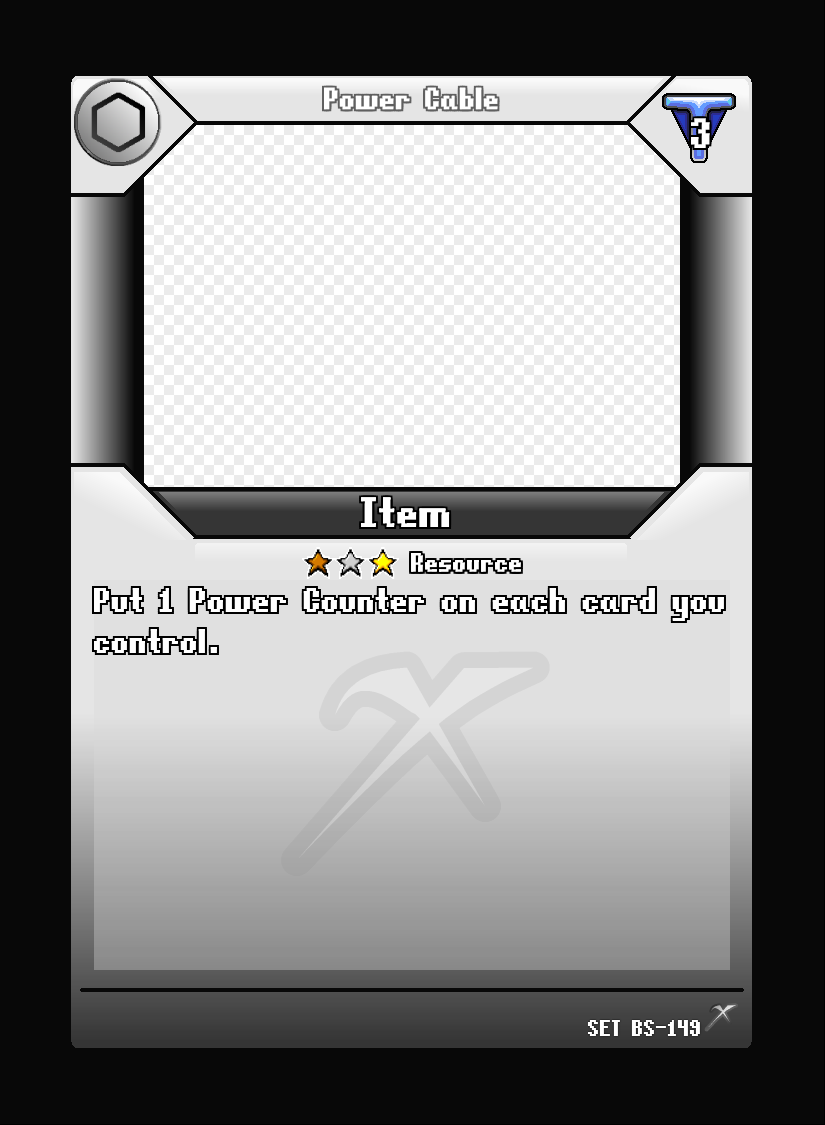 Power Cable
3
Item
Resource
Put 1 Power Counter on each card you
control.
SET BS-149